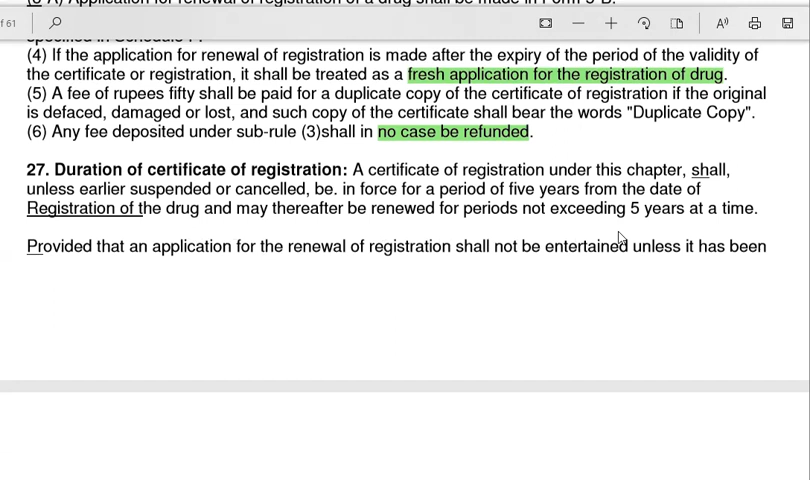 f 61
(4) If the application for renewal of registration is made after the expiry of the period of the validity of
the certificate or registration, it shall be treated as a fresh application for the registration of drug.
(5) A fee of rupees fifty shall be paid for a duplicate copy of the certificate of registration if the original
is defaced, damaged or lost, and such copy of the certificate shall bear the words "Duplicate Copy".
(6) Any fee deposited under sub-rule (3)shall in no case be refunded.
27. Duration of certificate of registration: A certificate of registration under this chapter, shall,
unless earlier suspended or cancelled, be. in force for a period of five years from the date of
Registration of the drug and may thereafter be renewed for periods not exceeding 5 years at a time.
Provided that an application for the renewal of registration shall not be entertained unless it has been